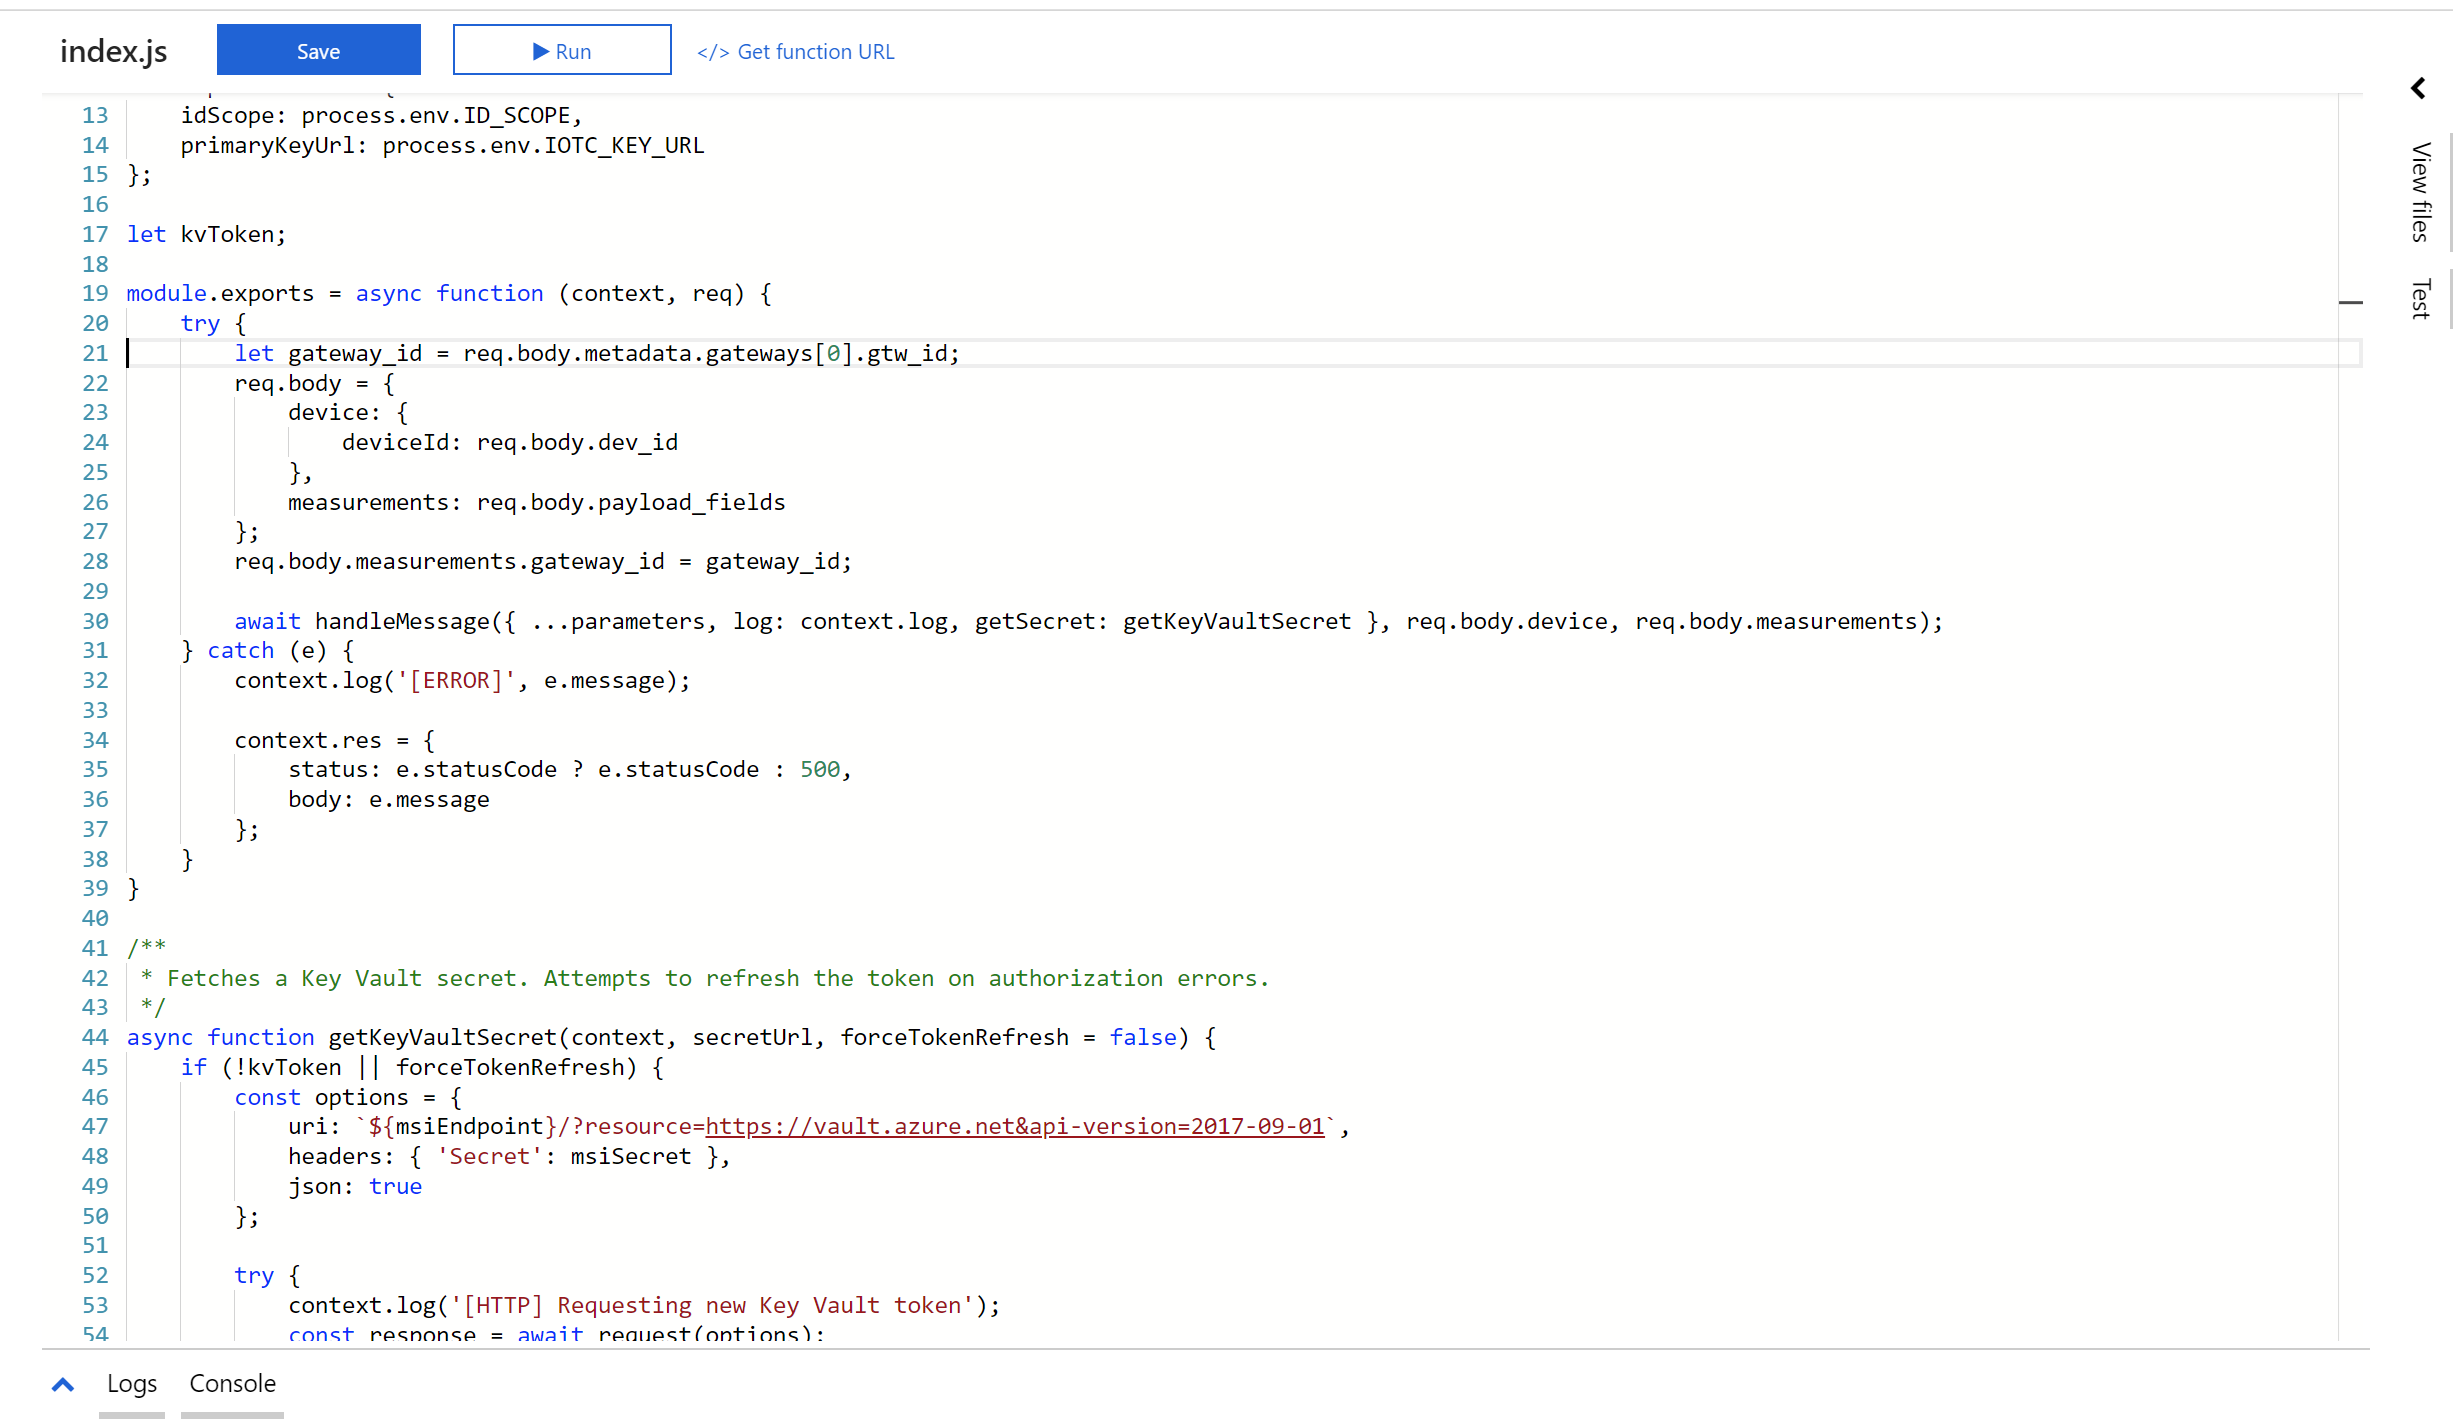 index.js Save Run </> Get function URL
13 idScope: process.env.ID_SCOPE,
14 primaryKeyUrl: process.env.IOTC_KEY_URL
15 };
16
17 let kvToken;
18
19 module.exports = async function (context, req) {
20 try {
21 let gateway_id = req.body.metadata.gateways[0].gtw_id;
22 req.body = {
23 device: {
24 deviceId: req.body.dev_id
25 },
26 measurements: req.body.payload_fields
27 };
28 req.body.measurements.gateway_id = gateway_id;
29
30 await handleMessage({ ...parameters, log: context.log, getSecret: getKeyVaultSecret }, req.body.device, req.body.measurements);
31 } catch (e) {
32 context.log('[ERROR]', e.message);
33
34 context.res = {
35 status: e.statusCode ? e.statusCode : 500,
36 body: e.message
37 };
38 }
39 }
40
41 /**
42 * Fetches a Key Vault secret. Attempts to refresh the token on authorization errors.
43 */
44 async function getKeyVaultSecret(context, secretUrl, forceTokenRefresh = false) {
45 if (!kvToken || forceTokenRefresh) {
46 const options = {
47 uri: `${msiEndpoint}/?resource=https://vault.azure.net&api-version=2017-09-01`,
48 headers: { 'Secret': msiSecret },
49 json: true
50 };
51
52 try {
53 context.log('[HTTP] Requesting new Key Vault token');
54 const response = await request(options);
Logs Console
View files
Test